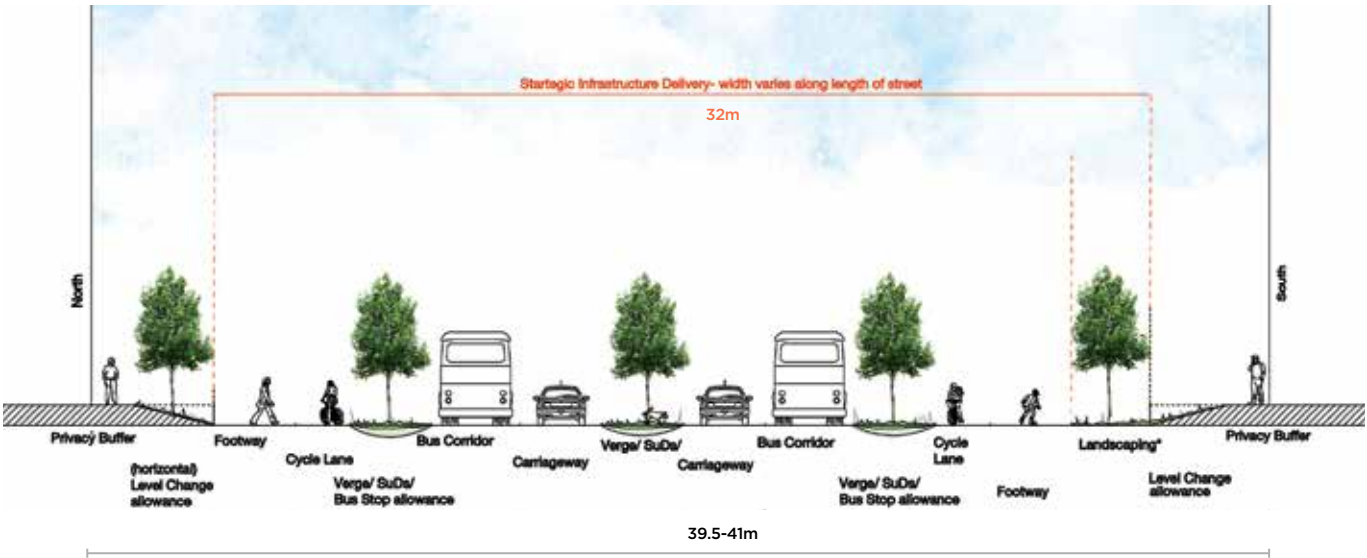 Startegic Infrastructure Delivery- width varies along length of street
32m
North
South
Privacy Buffer
(horizontal)
Level Change
allowance
Footway
Cycle Lane
Verge/ SuDs/
Bus Stop allowance
Bus Corridor
Carriageway
Verge/ SuDs/
Carriageway
Bus Corridor
Verge/ SuDs/
Bus Stop allowance
Cycle
Lane
Footway
Landscaping*
Level Change
allowance
Privacy Buffer
39.5-41m